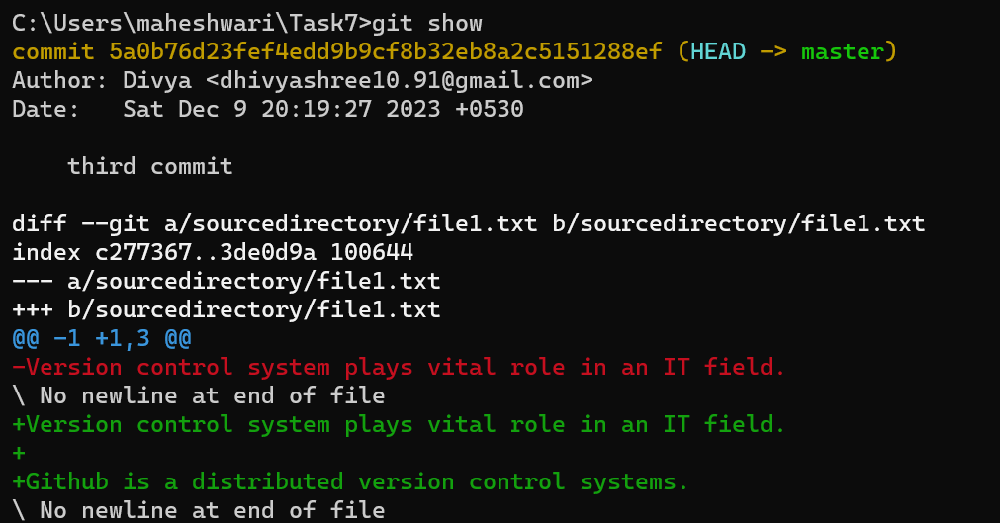 C:\Users\maheshwari\Task7>git show
commit 5a0b76d23fef4edd9b9cf8b32eb8a2c5151288ef (HEAD -> master)
Author: Divya <dhivyashree10.91@gmail.com>
Date:   Sat Dec 9 20:19:27 2023 +0530

    third commit

diff --git a/sourcedirectory/file1.txt b/sourcedirectory/file1.txt
index c277367..3de0d9a 100644
--- a/sourcedirectory/file1.txt
+++ b/sourcedirectory/file1.txt
@@ -1 +1,3 @@
-Version control system plays vital role in an IT field.
\ No newline at end of file
+Version control system plays vital role in an IT field.
+
+Github is a distributed version control systems.
\ No newline at end of file